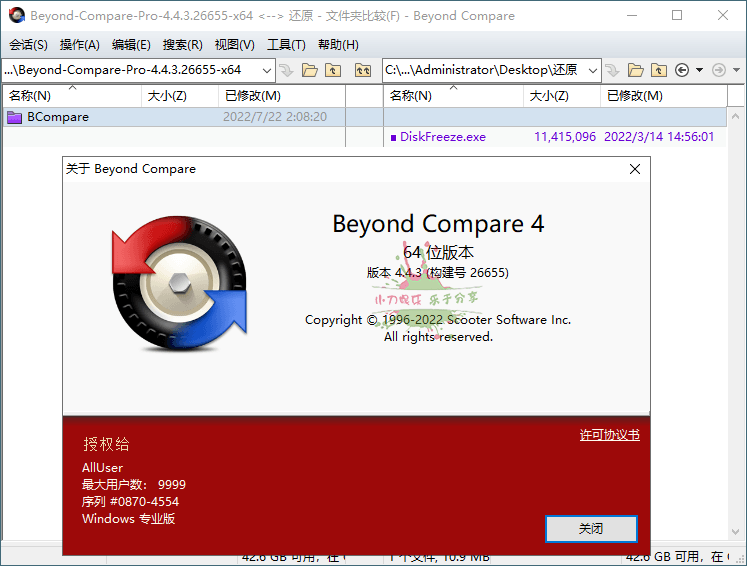 Beyond-Compare-Pro-4.4.3.26655-x64 <--> 还原 - 文件夹比较(F) - Beyond Compare
会话(S) 操作(A) 编辑(E) 搜索(R) 视图(V) 工具(T) 帮助(H)
...\Beyond-Compare-Pro-4.4.3.26655-x64 C:\...\Administrator\Desktop\还原
名称(N) 大小(Z) 已修改(M) 名称(N) 大小(Z) 已修改(M)
BCompare 2022/7/22 2:08:20
DiskFreeze.exe 11,415,096 2022/3/14 14:56:01
关于 Beyond Compare
Beyond Compare 4
64 位版本
版本 4.4.3 (构建号 26655)
小刀娱乐 乐于分享
Copyright © 1996-2022 Scooter Software Inc.
All rights reserved.
授权给
许可协议书
AllUser
最大用户数： 9999
序列 #0870-4554
Windows 专业版
关闭
42.6 GB 可用，在 1 个文件, 10.9 MB 42.6 GB 可用，在